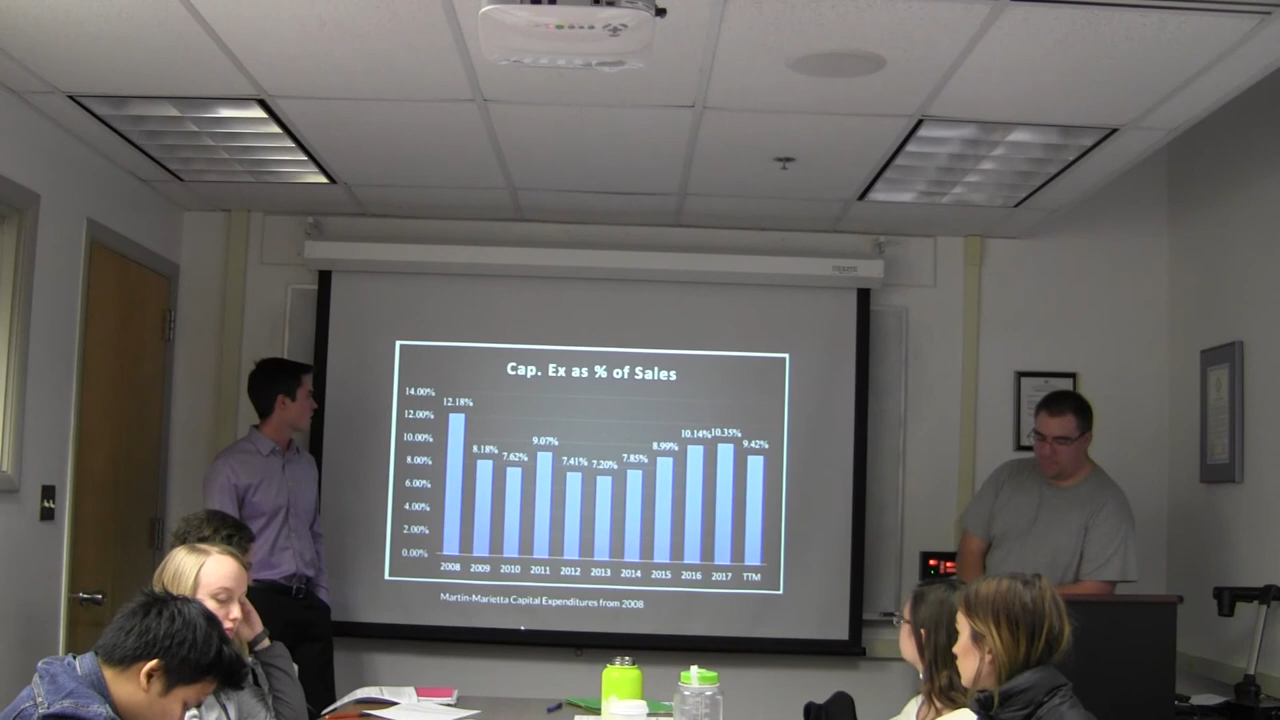 Cap. Ex as % of Sales
14.00%
12.00%
10.00%
8.00%
6.00%
4.00%
2.00%
0.00%
12.18% 8.18% 7.62% 9.07% 7.41% 7.20% 7.85% 8.99% 10.14% 10.35% 9.42%
2008 2009 2010 2011 2012 2013 2014 2015 2016 2017 TTM
Martin-Marietta Capital Expenditures from 2008